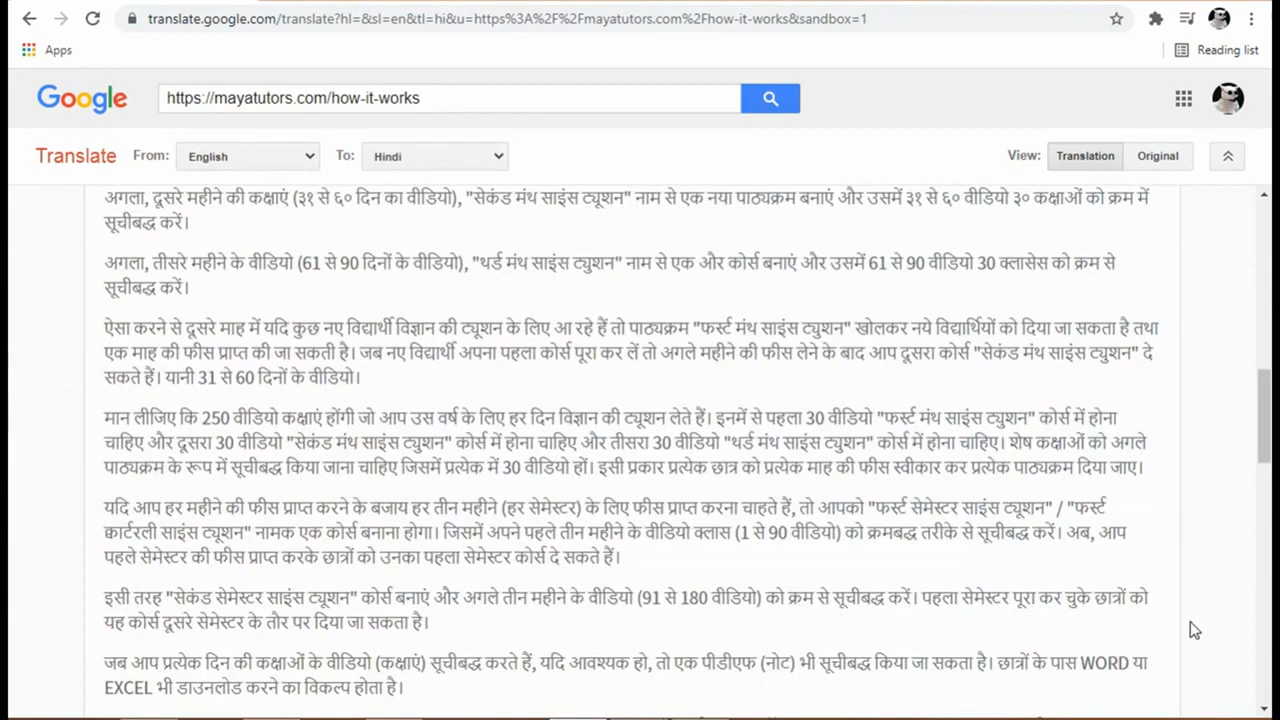 translate.google.com/translate?hl=&sl=en&tl=hi&u=https%3A%2F%2Fmayatutors.com%2Fhow-it-works&sandbox=1
Apps
Reading list
Google
https://mayatutors.com/how-it-works
Translate From: English To: Hindi View: Translation Original
अगला, दूसरे महीने की कक्षाएं (३१ से ६० दिन का वीडियो), "सेकंड मंथ साइंस ट्यूशन" नाम से एक नया पाठ्यक्रम बनाएं और उसमें ३१ से ६० वीडियो ३० कक्षाओं को क्रम में
सूचीबद्ध करें।
अगला, तीसरे महीने के वीडियो (61 से 90 दिनों के वीडियो), "थर्ड मंथ साइंस ट्युशन" नाम से एक और कोर्स बनाएं और उसमें 61 से 90 वीडियो 30 क्लासेस को क्रम से
सूचीबद्ध करें।
ऐसा करने से दूसरे माह में यदि कुछ नए विद्यार्थी विज्ञान की ट्यूशन के लिए आ रहे हैं तो पाठ्यक्रम "फर्स्ट मंथ साइंस ट्युशन" खोलकर नये विद्यार्थियों को दिया जा सकता है तथा
एक माह की फीस प्राप्त की जा सकती है। जब नए विद्यार्थी अपना पहला कोर्स पूरा कर लें तो अगले महीने की फीस लेने के बाद आप दूसरा कोर्स "सेकंड मंथ साइंस ट्युशन" दे
सकते हैं। यानी 31 से 60 दिनों के वीडियो।
मान लीजिए कि 250 वीडियो कक्षाएं होंगी जो आप उस वर्ष के लिए हर दिन विज्ञान की ट्यूशन लेते हैं। इनमें से पहला 30 वीडियो "फर्स्ट मंथ साइंस ट्युशन" कोर्स में होना
चाहिए और दूसरा 30 वीडियो "सेकंड मंथ साइंस ट्युशन" कोर्स में होना चाहिए और तीसरा 30 वीडियो "थर्ड मंथ साइंस ट्युशन" कोर्स में होना चाहिए। शेष कक्षाओं को अगले
पाठ्यक्रम के रूप में सूचीबद्ध किया जाना चाहिए जिसमें प्रत्येक में 30 वीडियो हों। इसी प्रकार प्रत्येक छात्र को प्रत्येक माह की फीस स्वीकार कर प्रत्येक पाठ्यक्रम दिया जाए।
यदि आप हर महीने की फीस प्राप्त करने के बजाय हर तीन महीने (हर सेमेस्टर) के लिए फीस प्राप्त करना चाहते हैं, तो आपको "फर्स्ट सेमेस्टर साइंस ट्यूशन" / "फर्स्ट
क्वार्टरली साइंस ट्यूशन" नामक एक कोर्स बनाना होगा। जिसमें अपने पहले तीन महीने के वीडियो क्लास (1 से 90 वीडियो) को क्रमबद्ध तरीके से सूचीबद्ध करें। अब, आप
पहले सेमेस्टर की फीस प्राप्त करके छात्रों को उनका पहला सेमेस्टर कोर्स दे सकते हैं।
इसी तरह "सेकंड सेमेस्टर साइंस ट्यूशन" कोर्स बनाएं और अगले तीन महीने के वीडियो (91 से 180 वीडियो) को क्रम से सूचीबद्ध करें। पहला सेमेस्टर पूरा कर चुके छात्रों को
यह कोर्स दूसरे सेमेस्टर के तौर पर दिया जा सकता है।
जब आप प्रत्येक दिन की कक्षाओं के वीडियो (कक्षाएं) सूचीबद्ध करते हैं, यदि आवश्यक हो, तो एक पीडीएफ (नोट) भी सूचीबद्ध किया जा सकता है। छात्रों के पास WORD या
EXCEL भी डाउनलोड करने का विकल्प होता है।